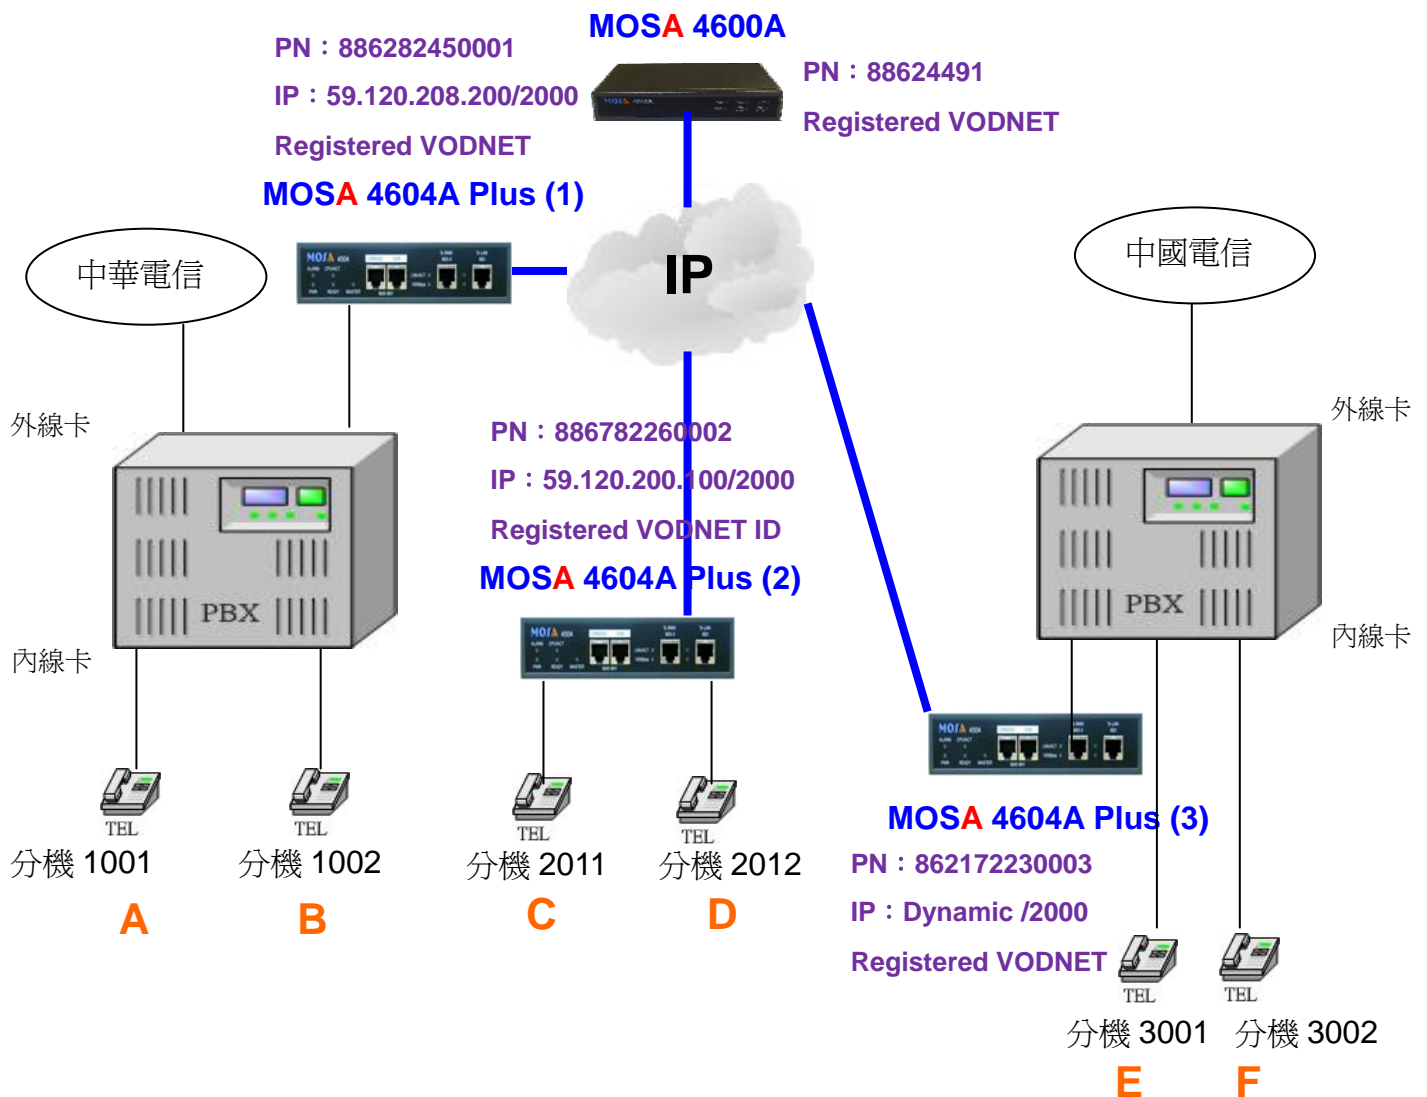 MOSA 4600A
PN：886282450001
IP：59.120.208.200/2000
Registered VODNET
MOSA 4604A Plus (1)
PN：88624491
Registered VODNET
中華電信
IP
中國電信
外線卡
外線卡
PN：886782260002
IP：59.120.200.100/2000
Registered VODNET ID
MOSA 4604A Plus (2)
PBX
PBX
內線卡
內線卡
MOSA 4604A Plus (3)
PN：862172230003
IP：Dynamic /2000
Registered VODNET
TEL
TEL
TEL
TEL
分機 1001
分機 1002
分機 2011
分機 2012
A
B
C
D
TEL
TEL
分機 3001
分機 3002
E
F